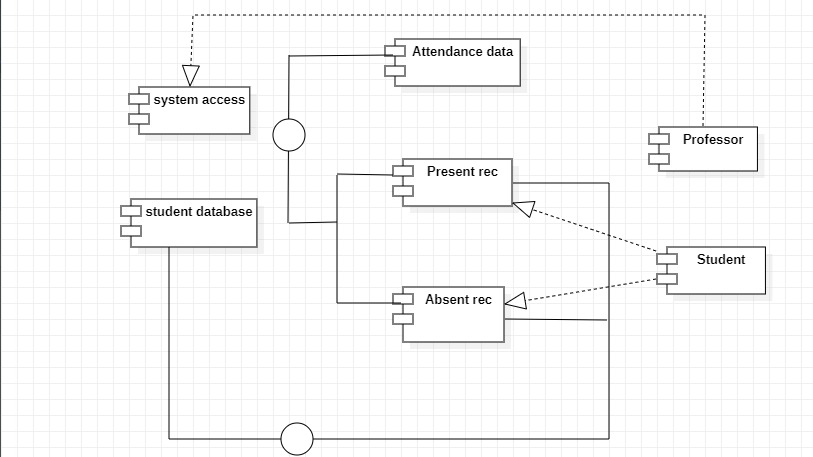 Attendance data
system access
Professor
Present rec
student database
Student
Absent rec